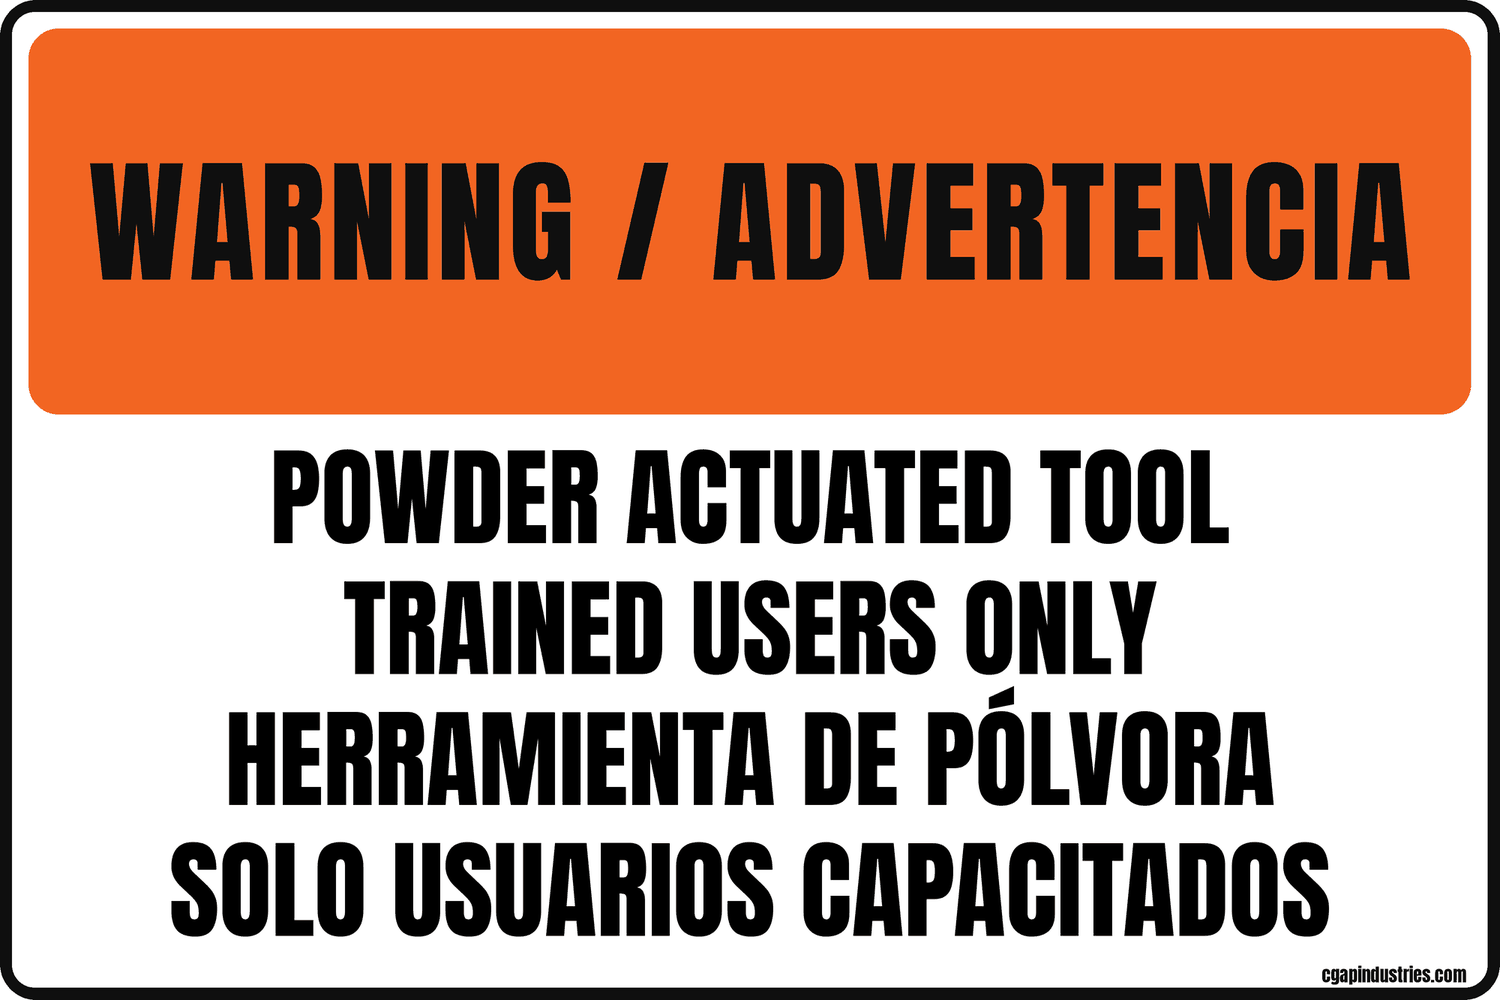 WARNING / ADVERTENCIA
POWDER ACTUATED TOOL
TRAINED USERS ONLY
HERRAMIENTA DE PÓLVORA
SOLO USUARIOS CAPACITADOS
cgapindustries.com